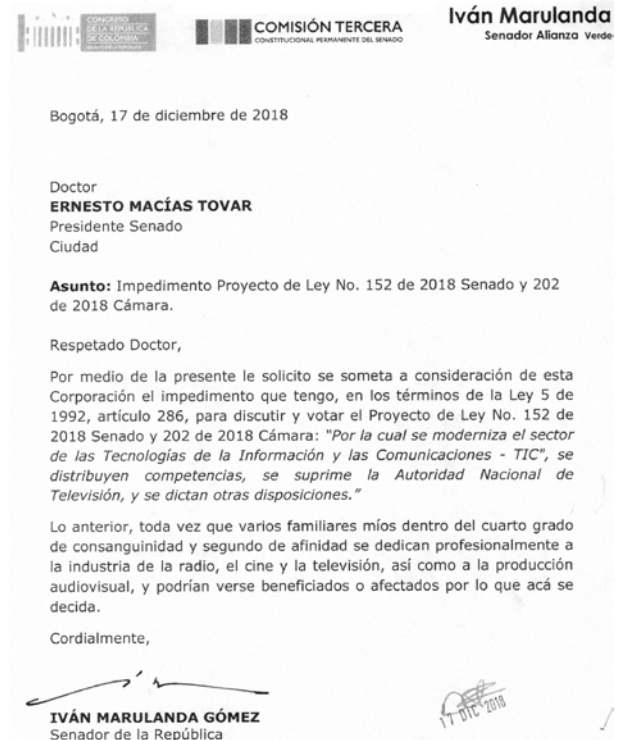 CONGRESO
DE LA REPÚBLICA
DE COLOMBIA
COMISIÓN TERCERA
CONSTITUCIONAL PERMANENTE DEL SENADO
Iván Marulanda
Senador Alianza Verde
Bogotá, 17 de diciembre de 2018
Doctor
ERNESTO MACÍAS TOVAR
Presidente Senado
Ciudad
Asunto: Impedimento Proyecto de Ley No. 152 de 2018 Senado y 202
de 2018 Cámara.
Respetado Doctor,
Por medio de la presente le solicito se someta a consideración de esta
Corporación el impedimento que tengo, en los términos de la Ley 5 de
1992, artículo 286, para discutir y votar el Proyecto de Ley No. 152 de
2018 Senado y 202 de 2018 Cámara: "Por la cual se moderniza el sector
de las Tecnologías de la Información y las Comunicaciones - TIC", se
distribuyen competencias, se suprime la Autoridad Nacional de
Televisión, y se dictan otras disposiciones."
Lo anterior, toda vez que varios familiares míos dentro del cuarto grado
de consanguinidad y segundo de afinidad se dedican profesionalmente a
la industria de la radio, el cine y la televisión, así como a la producción
audiovisual, y podrían verse beneficiados o afectados por lo que acá se
decida.
Cordialmente,
IVÁN MARULANDA GÓMEZ
Senador de la República
17 DIC 2018